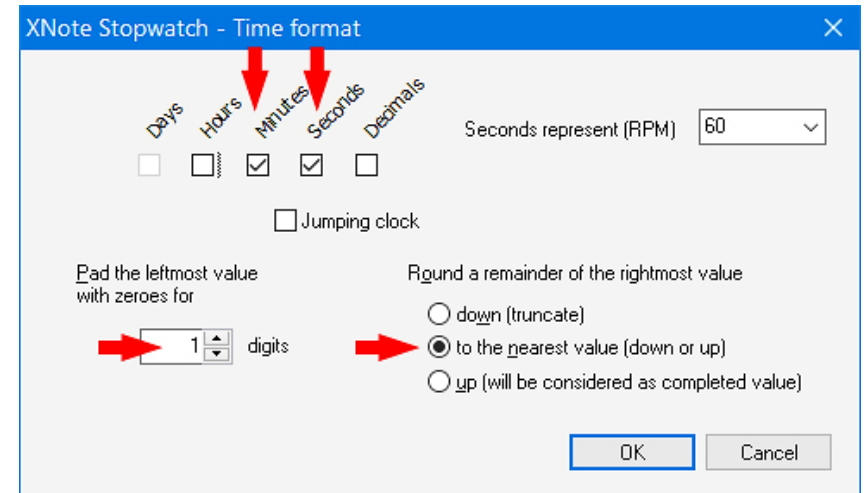 XNote Stopwatch - Time format
Days Hours Minutes Seconds Decimals
Seconds represent (RPM) 60
Jumping clock
Pad the leftmost value
with zeroes for
1 digits
Round a remainder of the rightmost value
down (truncate)
to the nearest value (down or up)
up (will be considered as completed value)
OK Cancel